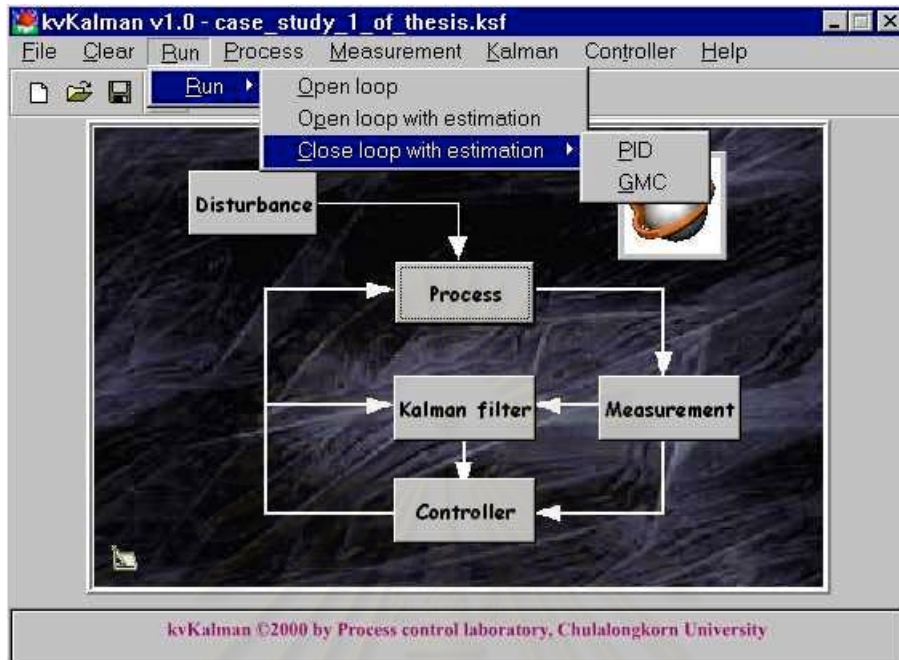 kvKalman v1.0 - case_study_1_of_thesis.ksf
File Clear Run Process Measurement Kalman Controller Help
Run
Open loop
Open loop with estimation
Close loop with estimation
PID
GMC
Disturbance
Process
Kalman filter
Measurement
Controller
kvKalman ©2000 by Process control laboratory, Chulalongkorn University